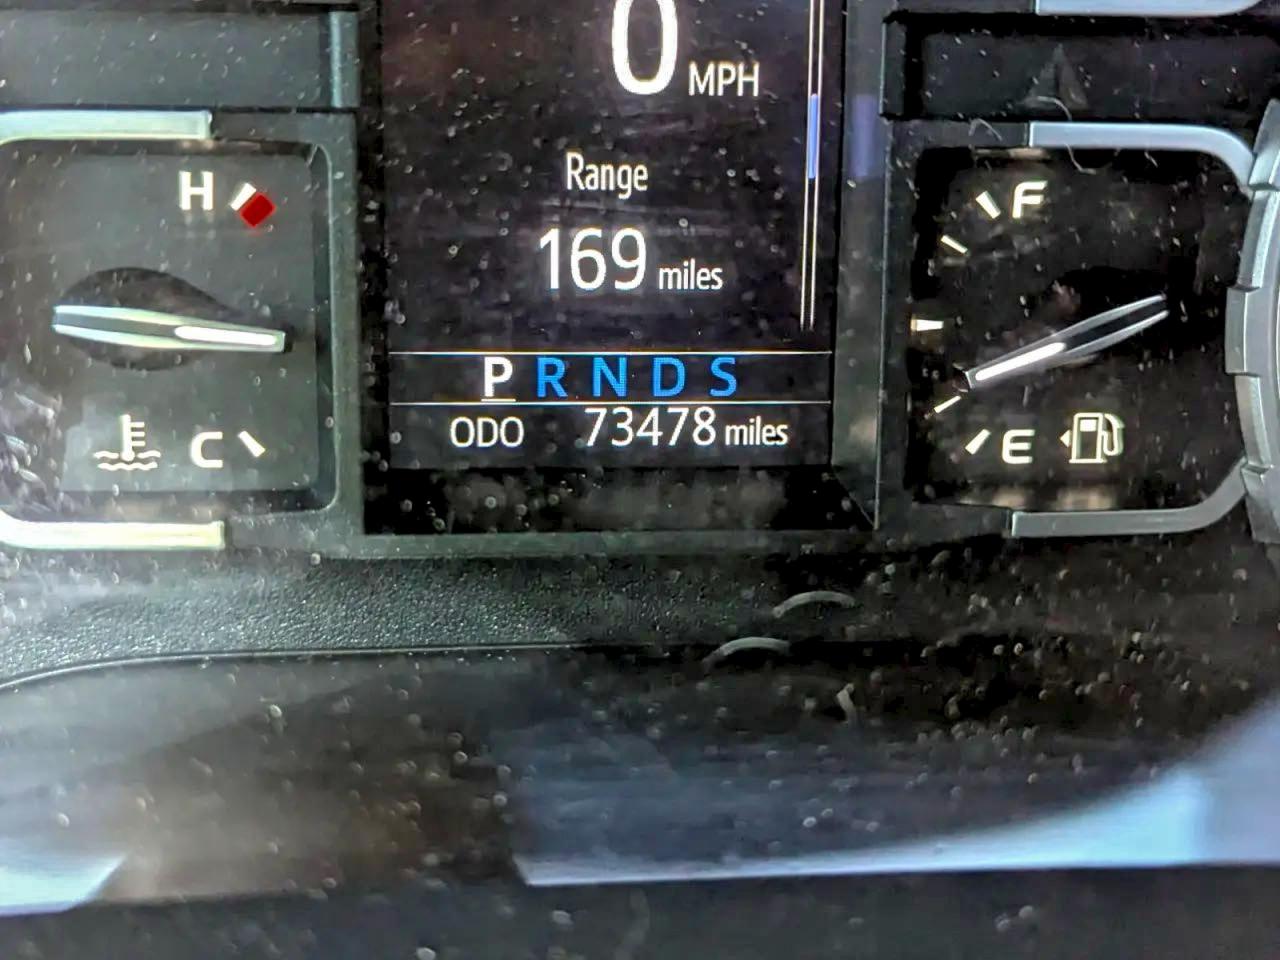 0 MPH
H
Range
F
169 miles
P R N D S
ODO 73478 miles
C
E